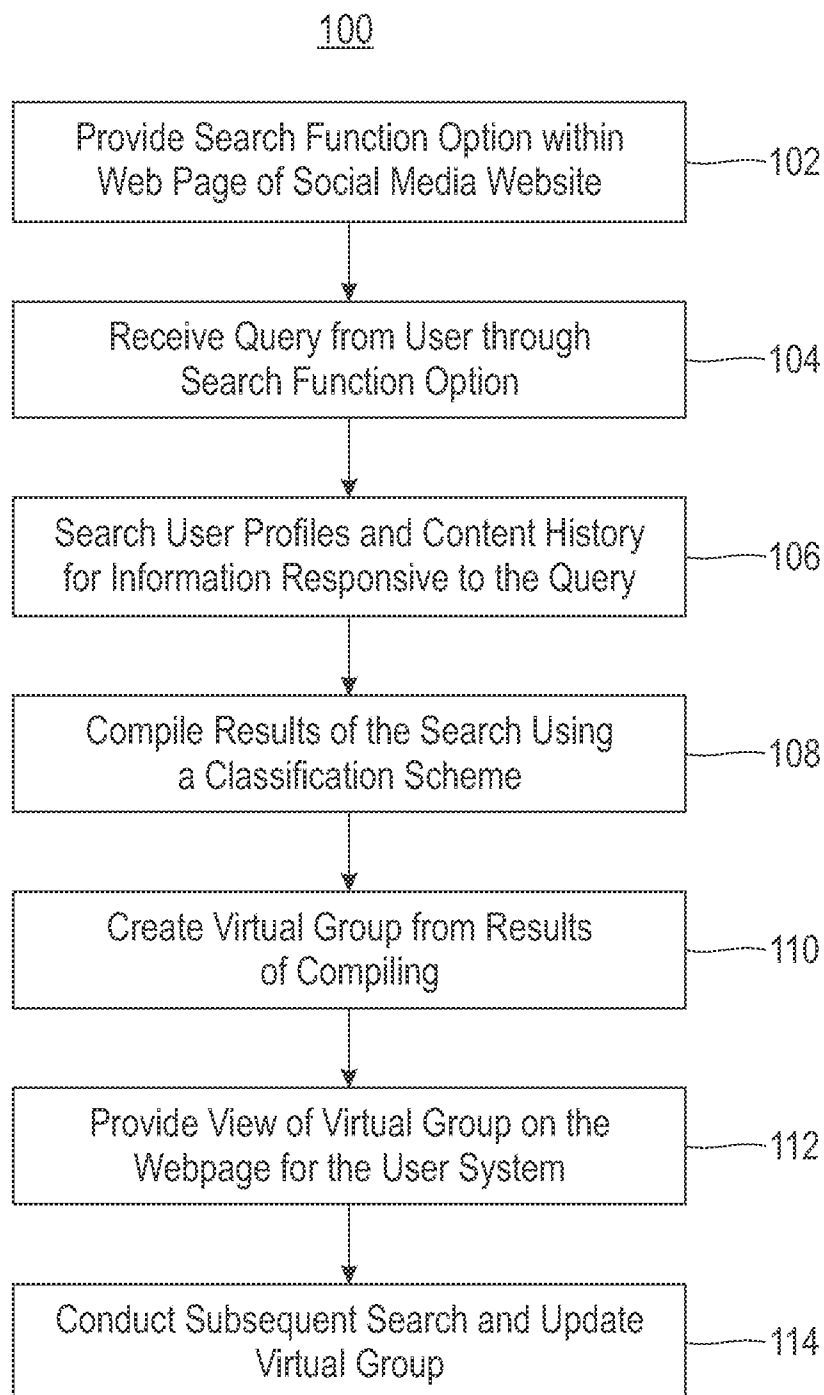 100
Provide Search Function Option within
Web Page of Social Media Website
102
Receive Query from User through
Search Function Option
104
Search User Profiles and Content History
for Information Responsive to the Query
106
Compile Results of the Search Using
a Classification Scheme
108
Create Virtual Group from Results
of Compiling
110
Provide View of Virtual Group on the
Webpage for the User System
112
Conduct Subsequent Search and Update
Virtual Group
114